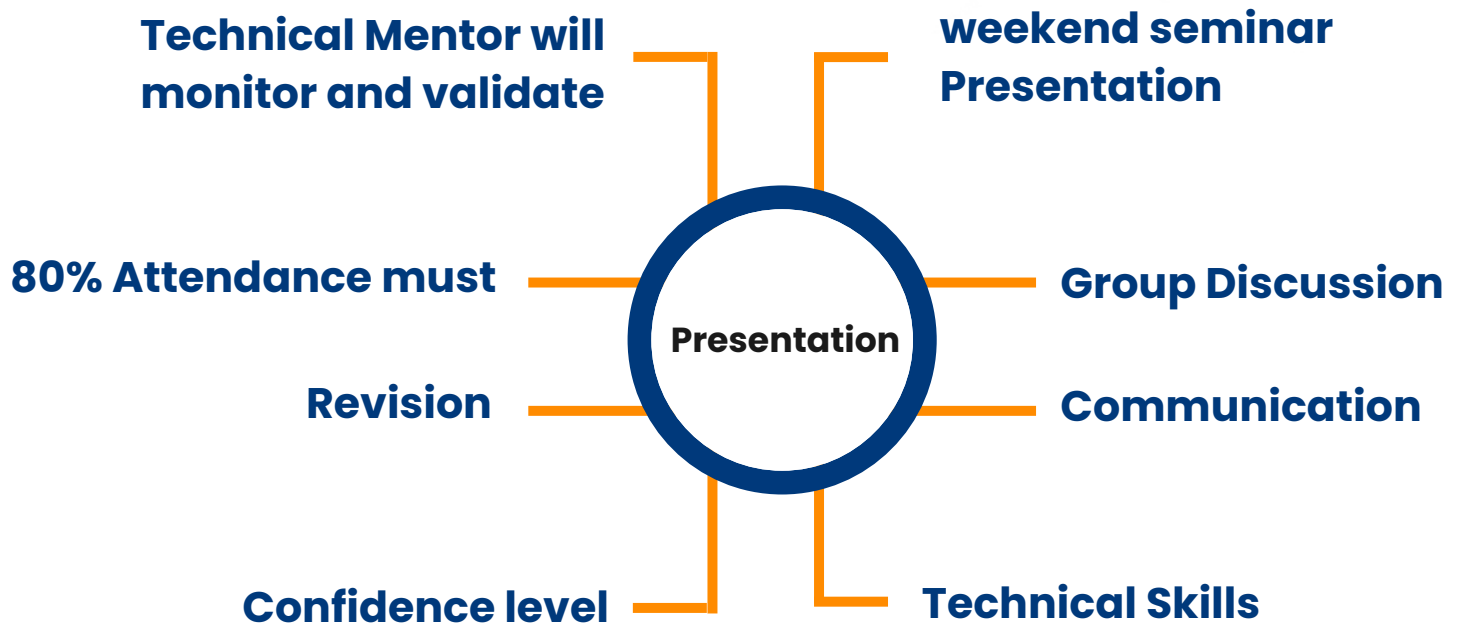 Technical Mentor will
monitor and validate
weekend seminar
Presentation
80% Attendance must
Group Discussion
Presentation
Revision
Communication
Confidence level
Technical Skills